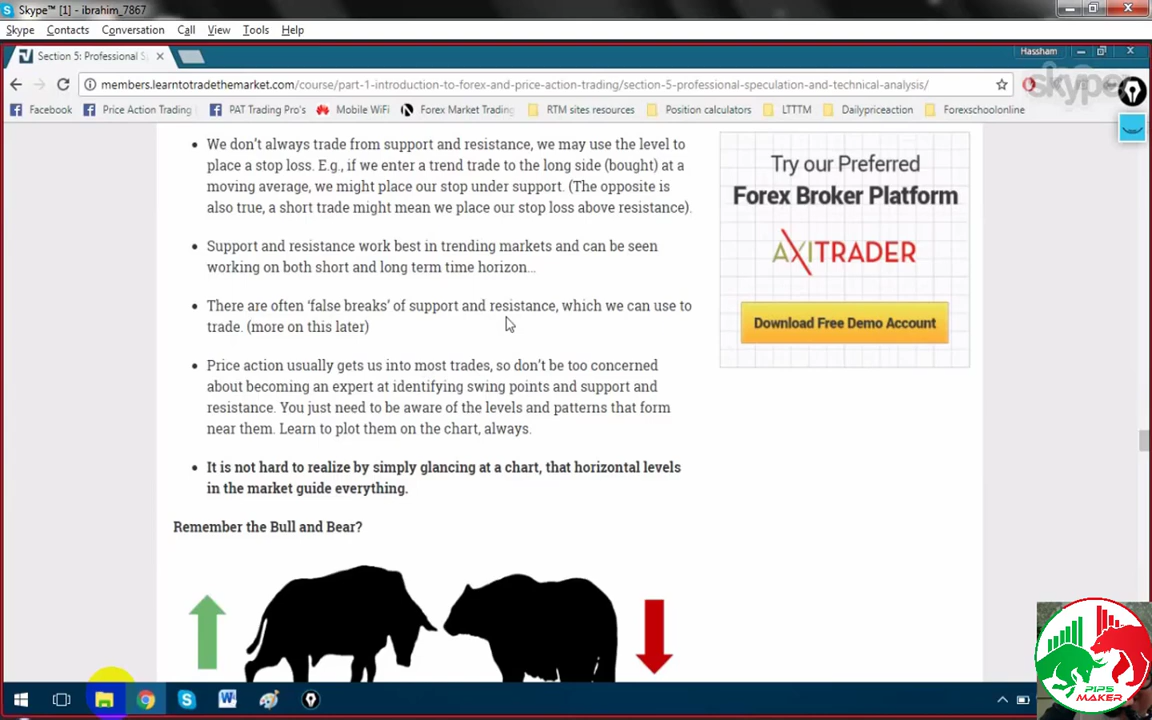 Skype™ [1] - ibrahim_7867
Skype Contacts Conversation Call View Tools Help
Section 5: Professional S
Hassham
members.learntotradethemarket.com/course/part-1-introduction-to-forex-and-price-action-trading/section-5-professional-speculation-and-technical-analysis/
skype
Facebook Price Action Trading PAT Trading Pro's Mobile WiFi Forex Market Trading RTM sites resources Position calculators LTTTM Dailypriceaction Forexschoolonline
We don't always trade from support and resistance, we may use the level to
place a stop loss. E.g., if we enter a trend trade to the long side (bought) at a
moving average, we might place our stop under support. (The opposite is
also true, a short trade might mean we place our stop loss above resistance).
Support and resistance work best in trending markets and can be seen
working on both short and long term time horizon...
There are often 'false breaks' of support and resistance, which we can use to
trade. (more on this later)
Price action usually gets us into most trades, so don't be too concerned
about becoming an expert at identifying swing points and support and
resistance. You just need to be aware of the levels and patterns that form
near them. Learn to plot them on the chart, always.
It is not hard to realize by simply glancing at a chart, that horizontal levels
in the market guide everything.
Remember the Bull and Bear?
Try our Preferred
Forex Broker Platform
AXITRADER
Download Free Demo Account
PIPS
MAKER